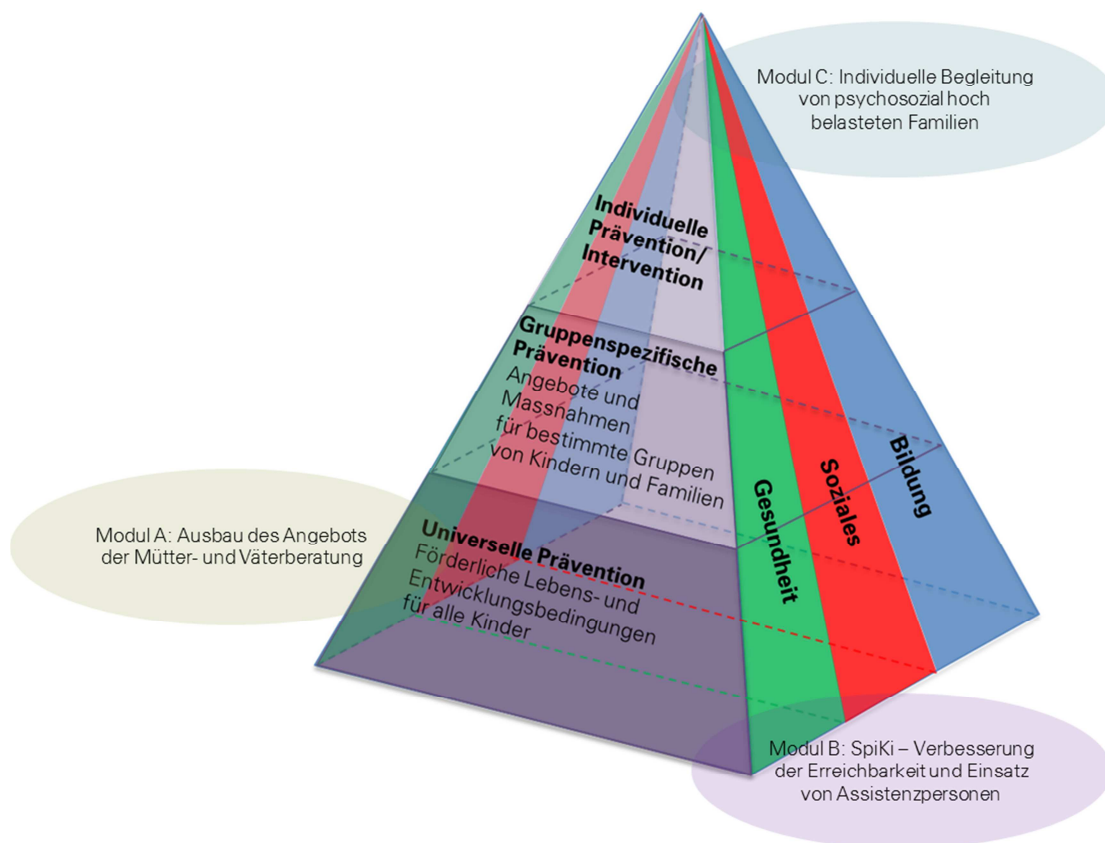 Modul C: Individuelle Begleitung
von psychosozial hoch
belasteten Familien
Individuelle
Prävention/
Intervention
Gruppenspezifische
Prävention
Angebote und
Massnahmen
für bestimmte Gruppen
von Kindern und Familien
Gesundheit
Soziales
Bildung
Modul A: Ausbau des Angebots
der Mütter- und Väterberatung
Universelle Prävention
Förderliche Lebens- und
Entwicklungsbedingungen
für alle Kinder
Modul B: SpiKi – Verbesserung
der Erreichbarkeit und Einsatz
von Assistenzpersonen